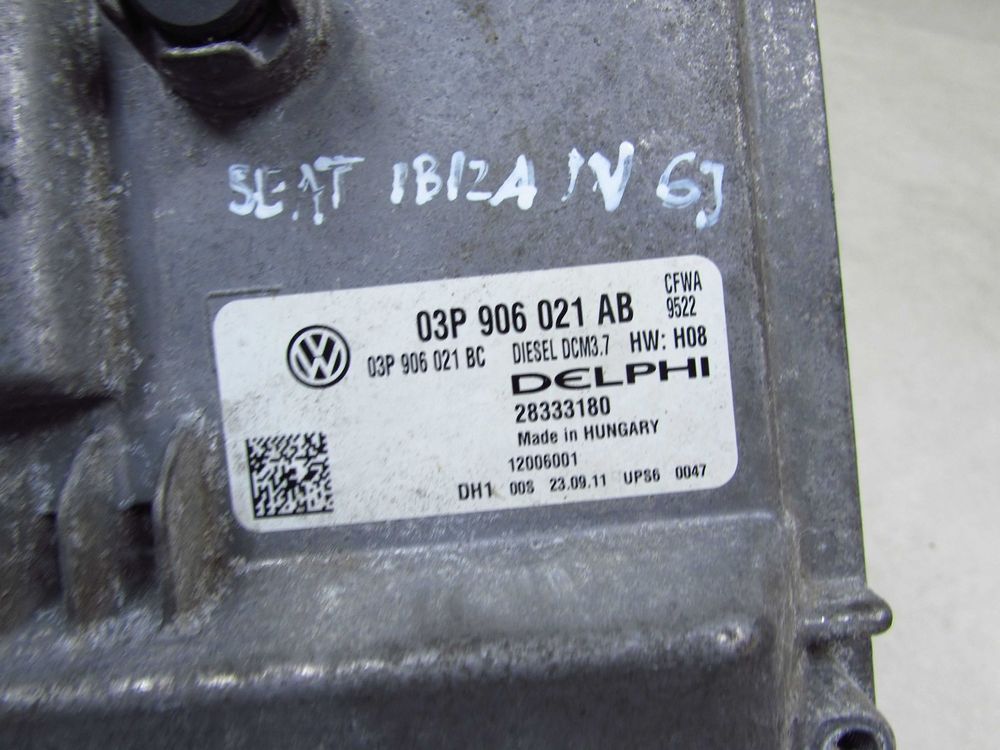 SEAT IBIZA IV 6J
03P 906 021 AB
CFWA
9522
03P 906 021 BC DIESEL DCM3.7 HW: H08
DELPHI
28333180
Made in HUNGARY
12006001
DH1 00S 23.09.11 UPS6 0047